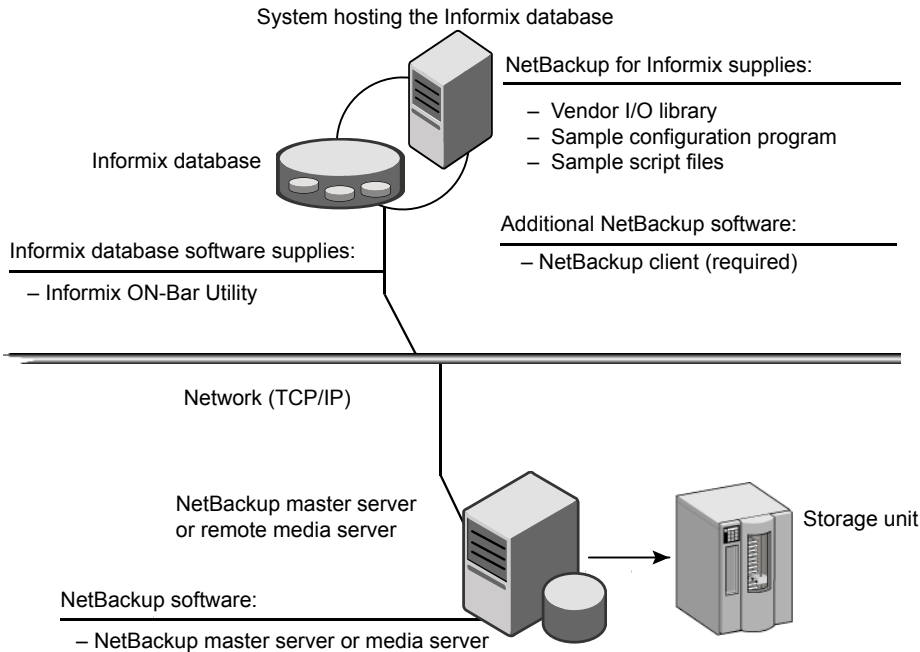 System hosting the Informix database
NetBackup for Informix supplies:
– Vendor I/O library
– Sample configuration program
– Sample script files
Informix database
Additional NetBackup software:
– NetBackup client (required)
Informix database software supplies:
– Informix ON-Bar Utility
Network (TCP/IP)
NetBackup master server
or remote media server
Storage unit
NetBackup software:
– NetBackup master server or media server